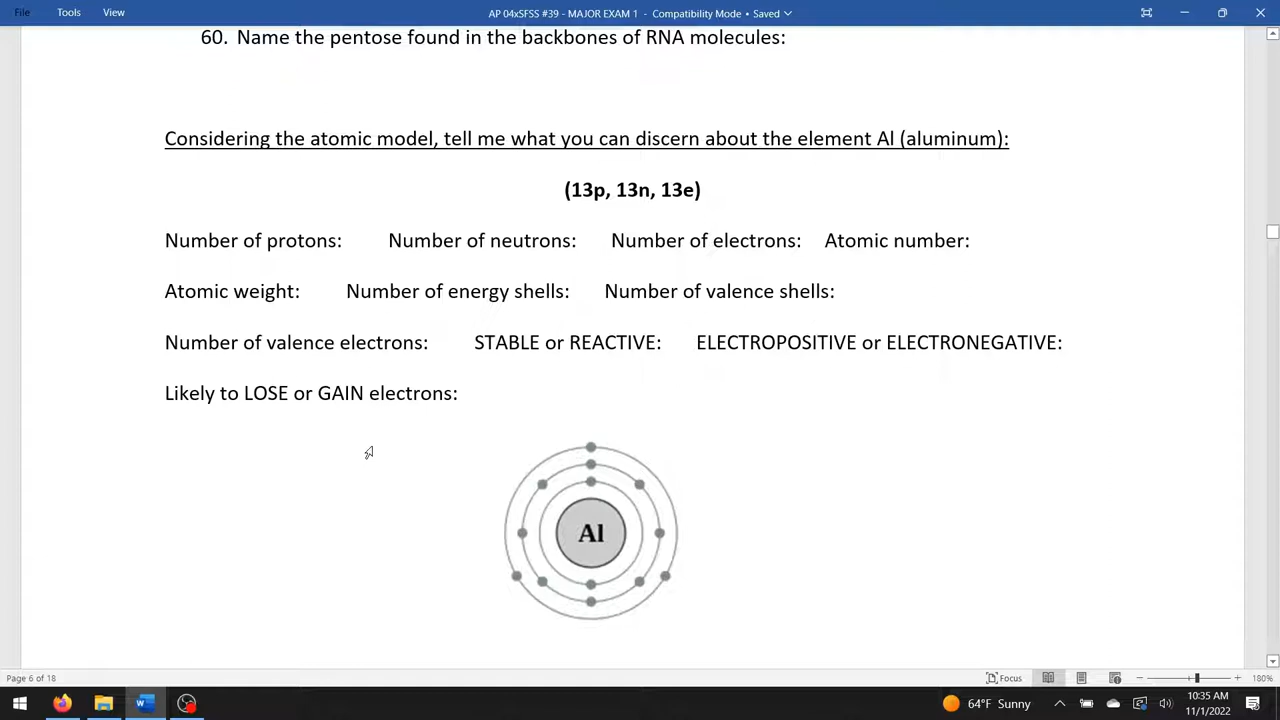 File Tools View AP 04xSFSS #39 - MAJOR EXAM 1 - Compatibility Mode • Saved
60. Name the pentose found in the backbones of RNA molecules:
Considering the atomic model, tell me what you can discern about the element Al (aluminum):
(13p, 13n, 13e)
Number of protons: Number of neutrons: Number of electrons: Atomic number:
Atomic weight: Number of energy shells: Number of valence shells:
Number of valence electrons: STABLE or REACTIVE: ELECTROPOSITIVE or ELECTRONEGATIVE:
Likely to LOSE or GAIN electrons:
Al
Page 6 of 18 Focus 180%
64°F Sunny 10:35 AM
11/1/2022